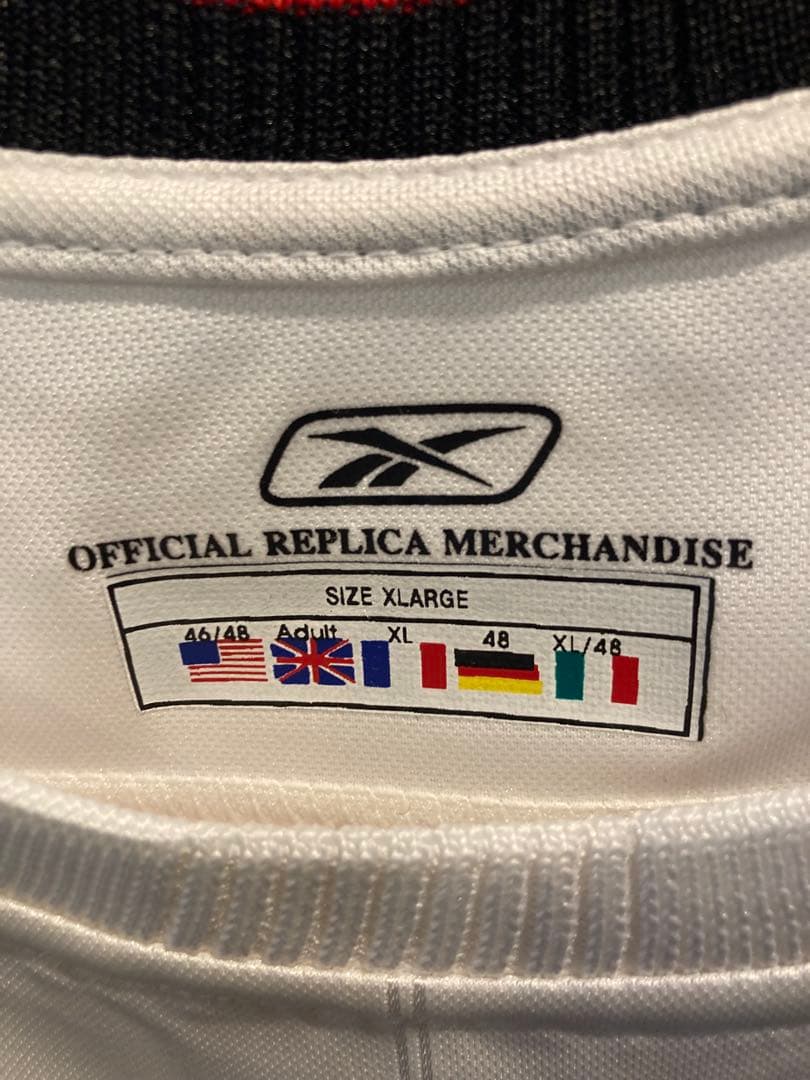 OFFICIAL REPLICA MERCHANDISE
SIZE XLARGE
46/48 Adult XL 48 XL/48